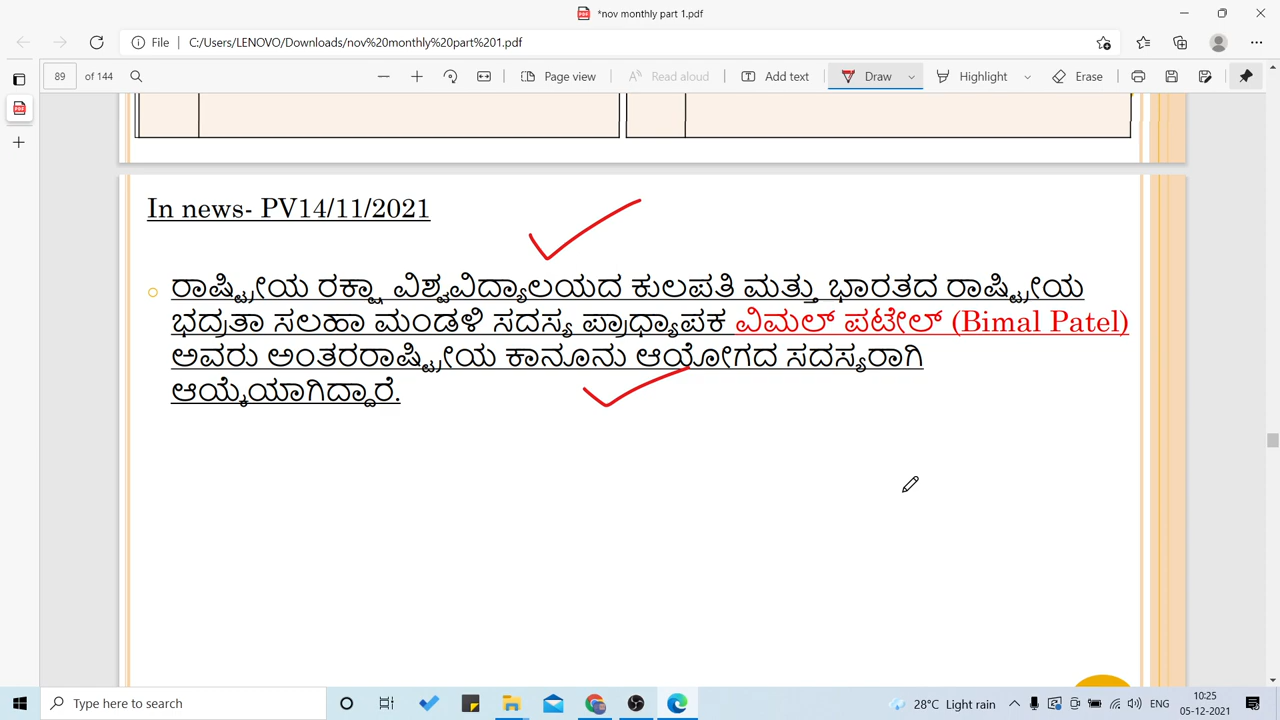 *nov monthly part 1.pdf
File | C:/Users/LENOVO/Downloads/nov%20monthly%20part%201.pdf
89 of 144 Page view Read aloud Add text Draw Highlight Erase
In news- PV14/11/2021
ರಾಷ್ಟ್ರೀಯ ರಕ್ಷಾ ವಿಶ್ವವಿದ್ಯಾಲಯದ ಕುಲಪತಿ ಮತ್ತು ಭಾರತದ ರಾಷ್ಟ್ರೀಯ
ಭದ್ರತಾ ಸಲಹಾ ಮಂಡಳಿ ಸದಸ್ಯ ಪ್ರಾಧ್ಯಾಪಕ ವಿಮಲ್ ಪಟೇಲ್ (Bimal Patel)
ಅವರು ಅಂತರರಾಷ್ಟ್ರೀಯ ಕಾನೂನು ಆಯೋಗದ ಸದಸ್ಯರಾಗಿ
ಆಯ್ಕೆಯಾಗಿದ್ದಾರೆ.
Type here to search 28°C Light rain ENG 10:25
05-12-2021